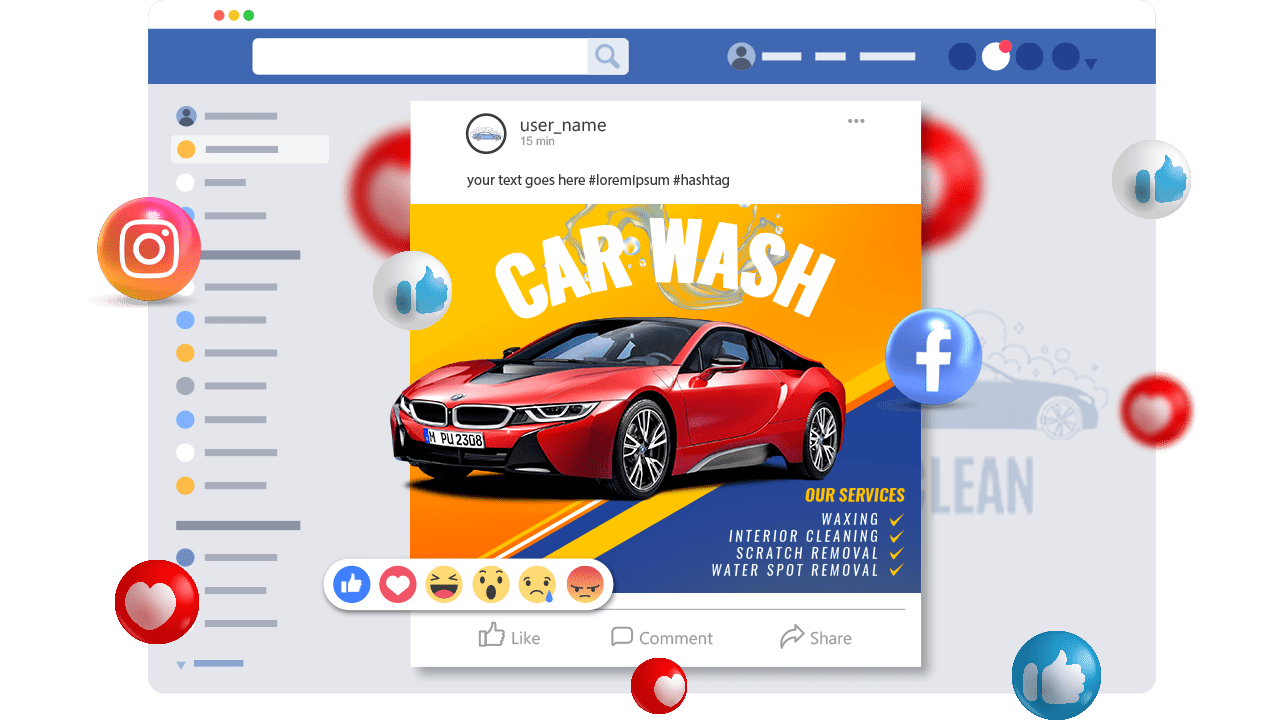 user_name
15 min
your text goes here #loremipsum #hashtag
CAR WASH
M PU 2308
f
OUR SERVICES
WAXING
INTERIOR CLEANING
SCRATCH REMOVAL
WATER SPOT REMOVAL
CLEAN
Like
Comment
Share